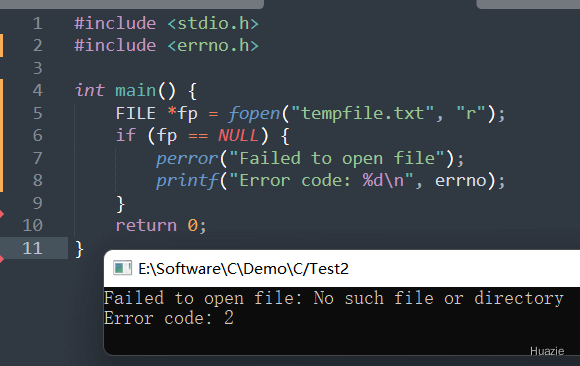 1 #include <stdio.h>
2 #include <errno.h>
3
4 int main() {
5     FILE *fp = fopen("tempfile.txt", "r");
6     if (fp == NULL) {
7         perror("Failed to open file");
8         printf("Error code: %d\n", errno);
9     }
10     return 0;
11 }
E:\Software\C\Demo\C/Test2
Failed to open file: No such file or directory
Error code: 2
Huazie